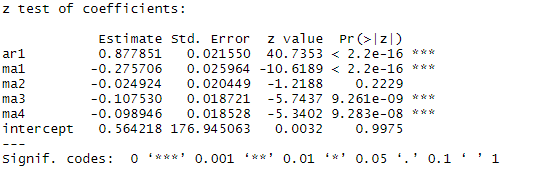 z test of coefficients:
Estimate Std. Error z value Pr(>|z|)
ar1 0.877851 0.021550 40.7353 < 2.2e-16 ***
ma1 -0.275706 0.025964 -10.6189 < 2.2e-16 ***
ma2 -0.024924 0.020449 -1.2188 0.2229
ma3 -0.107530 0.018721 -5.7437 9.261e-09 ***
ma4 -0.098946 0.018528 -5.3402 9.283e-08 ***
intercept 0.564218 176.945063 0.0032 0.9975
---
Signif. codes: 0 ‘***’ 0.001 ‘**’ 0.01 ‘*’ 0.05 ‘.’ 0.1 ‘ ’ 1